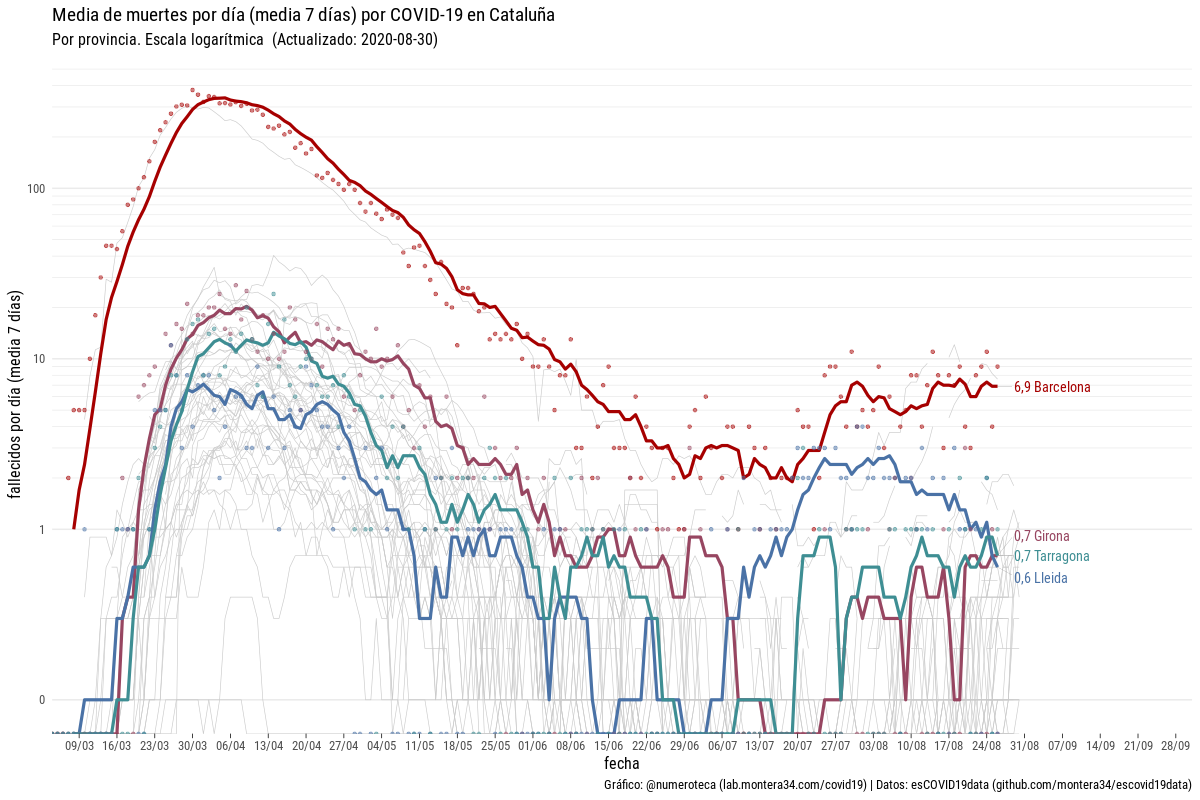 Media de muertes por día (media 7 días) por COVID-19 en Cataluña
Por provincia. Escala logarítmica  (Actualizado: 2020-08-30)
fallecidos por día (media 7 días)
100
10
1
0
6,9 Barcelona
0,7 Girona
0,7 Tarragona
0,6 Lleida
09/03 16/03 23/03 30/03 06/04 13/04 20/04 27/04 04/05 11/05 18/05 25/05 01/06 08/06 15/06 22/06 29/06 06/07 13/07 20/07 27/07 03/08 10/08 17/08 24/08 31/08 07/09 14/09 21/09 28/09
fecha
Gráfico: @numeroteca (lab.montera34.com/covid19) | Datos: esCOVID19data (github.com/montera34/escovid19data)